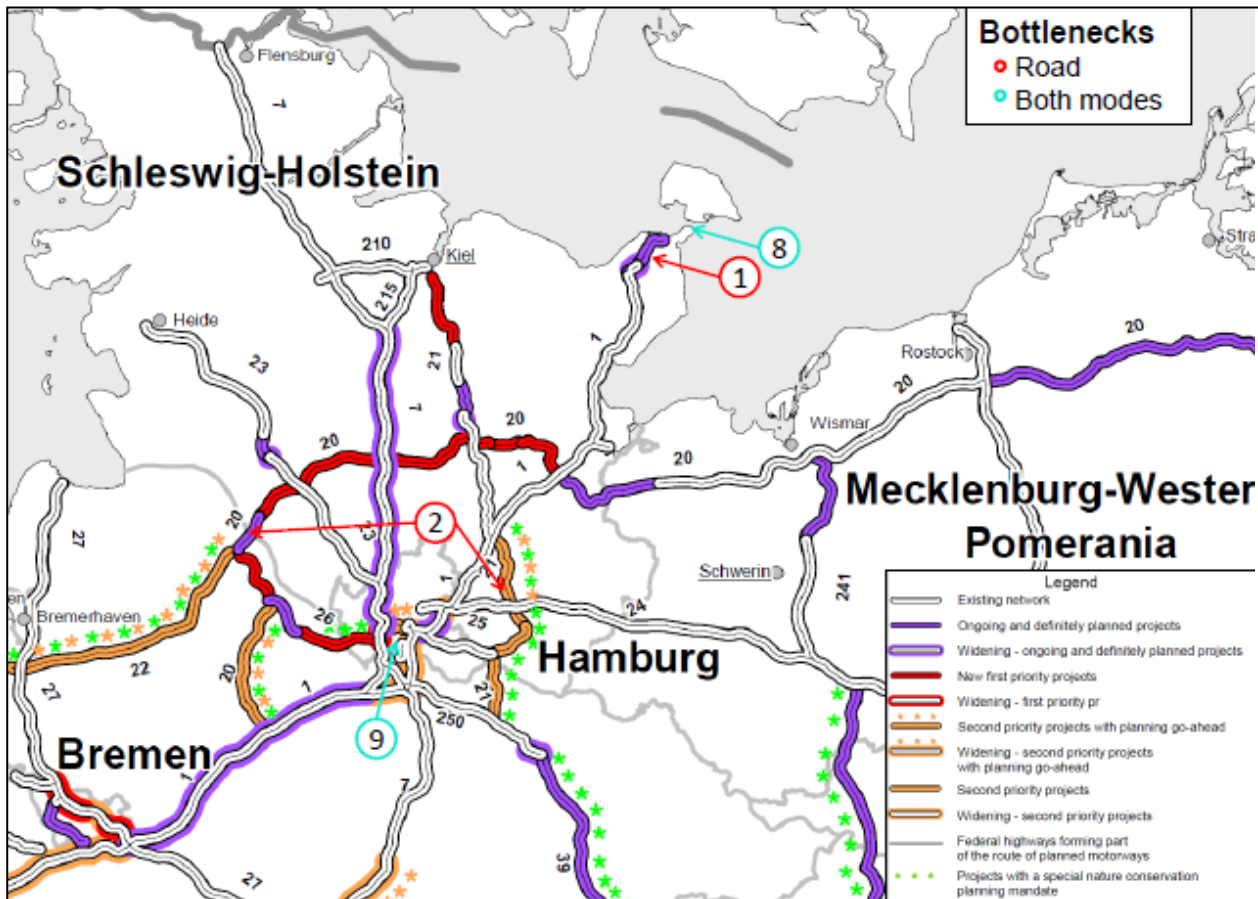 Bottlenecks
Road
Both modes
Flensburg
7
Schleswig-Holstein
210
Kiel
8
1
215
Heide
23
1
21
7
Stra
20
Rostock
20
Wismar
20
20
1
20
27
20
2
23
Mecklenburg-Wester
Pomerania
Schwerin
241
en
Bremerhaven
26
1
21
24
25
22
20
1
Hamburg
21
27
250
9
Bremen
1
7
39
27
Legend
Existing network
Ongoing and definitely planned projects
Widening - ongoing and definitely planned projects
New first priority projects
Widening - first priority pr
Second priority projects with planning go-ahead
Widening - second priority projects
with planning go-ahead
Second priority projects
Widening - second priority projects
Federal highways forming part
of the route of planned motorways
Projects with a special nature conservation
planning mandate